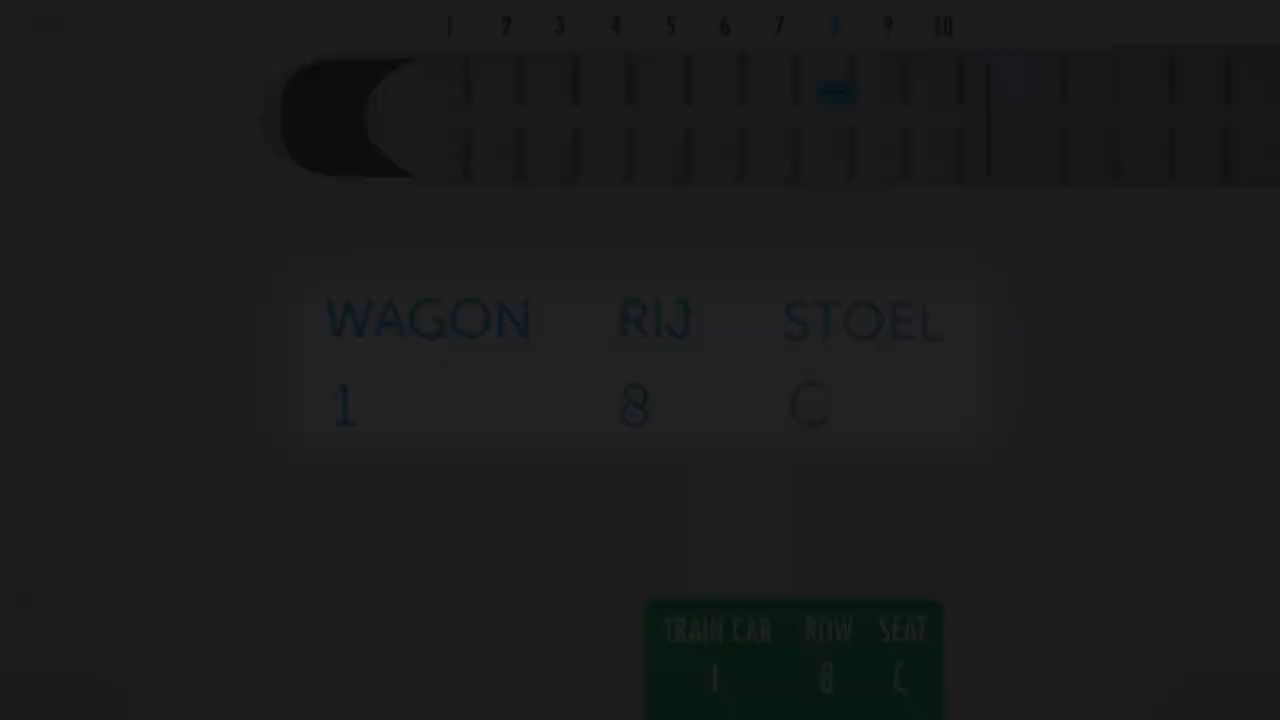 1 2 3 4 5 6 7 8 9 10
WAGON RIJ STOEL
1 8 C
TRAIN CAR ROW SEAT
1 8 C